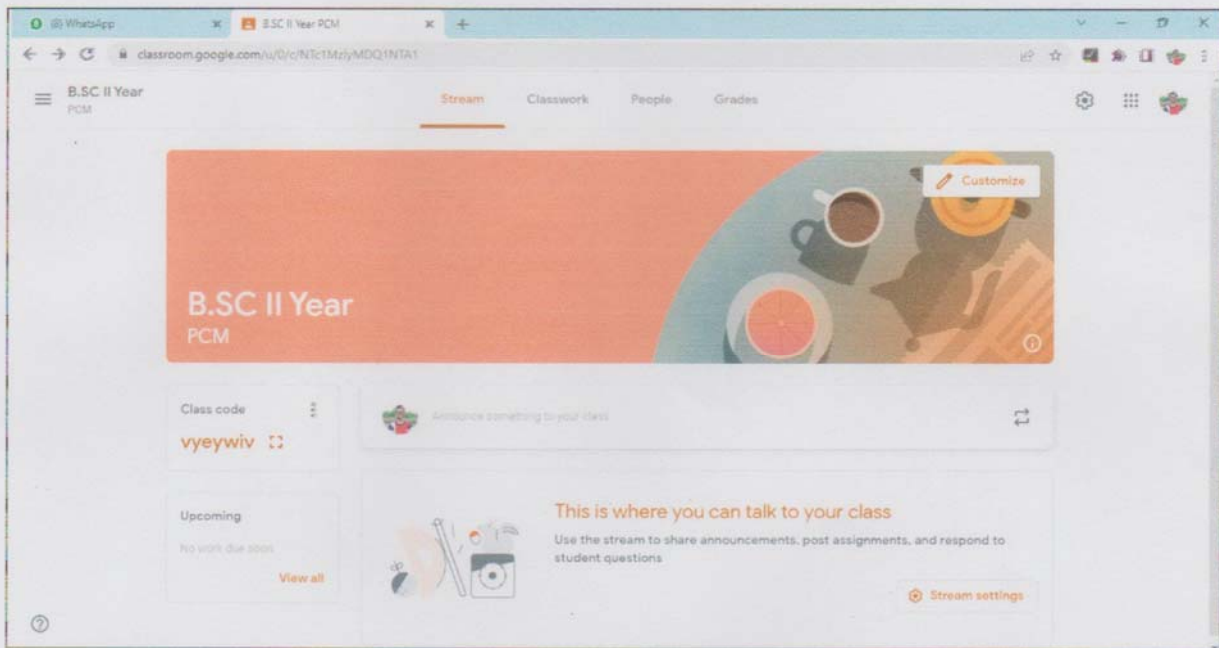 WhatsApp
B.SC II Year PCM
B.SC II Year
PCM
Stream Classwork People Grades
Customize
B.SC II Year
PCM
Class code
vyeywiv
Announce something to your class
Upcoming
No work due soon
View all
This is where you can talk to your class
Use the stream to share announcements, post assignments, and respond to
student questions
Stream settings